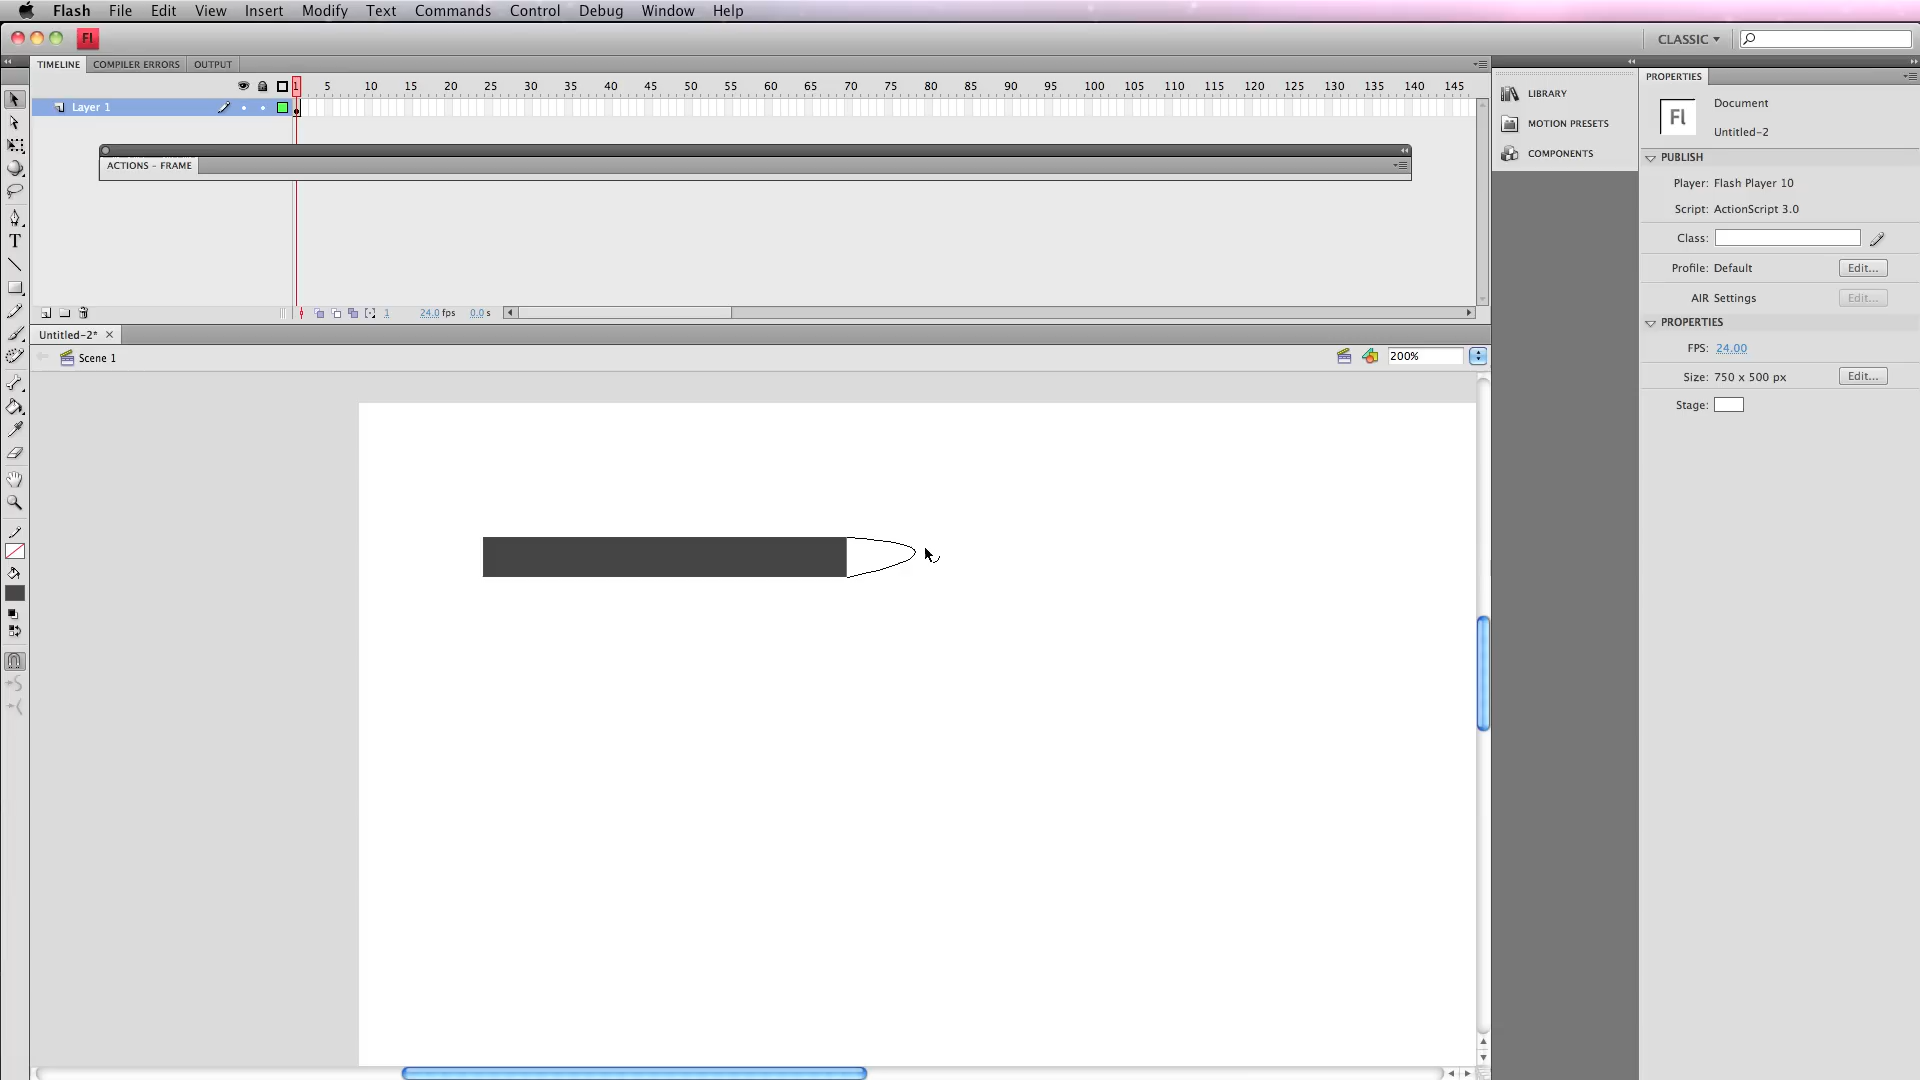 Flash File Edit View Insert Modify Text Commands Control Debug Window Help
Fl CLASSIC
TIMELINE COMPILER ERRORS OUTPUT
1 5 10 15 20 25 30 35 40 45 50 55 60 65 70 75 80 85 90 95 100 105 110 115 120 125 130 135 140 145
Layer 1
ACTIONS - FRAME
1 24.0 fps 0.0 s
Untitled-2*
Scene 1
200%
LIBRARY
MOTION PRESETS
COMPONENTS
PROPERTIES
Fl
Document
Untitled-2
PUBLISH
Player: Flash Player 10
Script: ActionScript 3.0
Class:
Profile: Default Edit...
AIR Settings Edit...
PROPERTIES
FPS: 24.00
Size: 750 x 500 px Edit...
Stage:
T